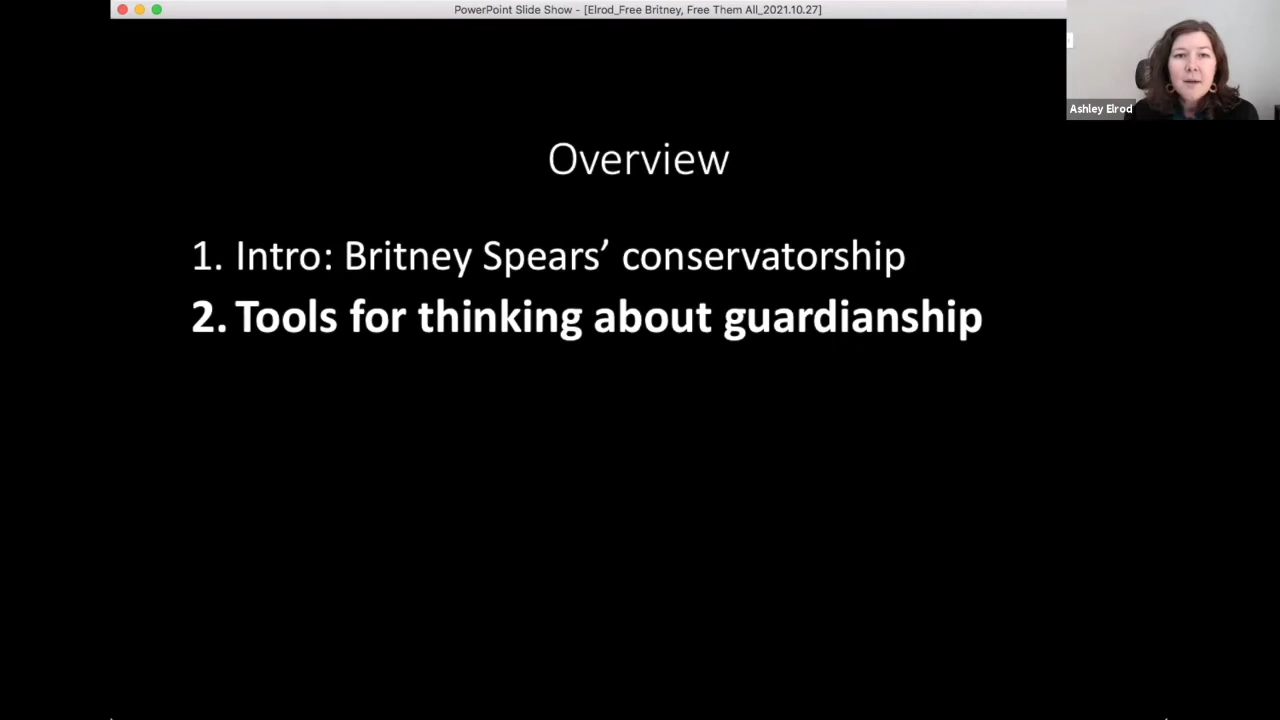 PowerPoint Slide Show - [Elrod_Free Britney, Free Them All_2021.10.27]
Ashley Elrod
Overview
1. Intro: Britney Spears’ conservatorship
2. Tools for thinking about guardianship